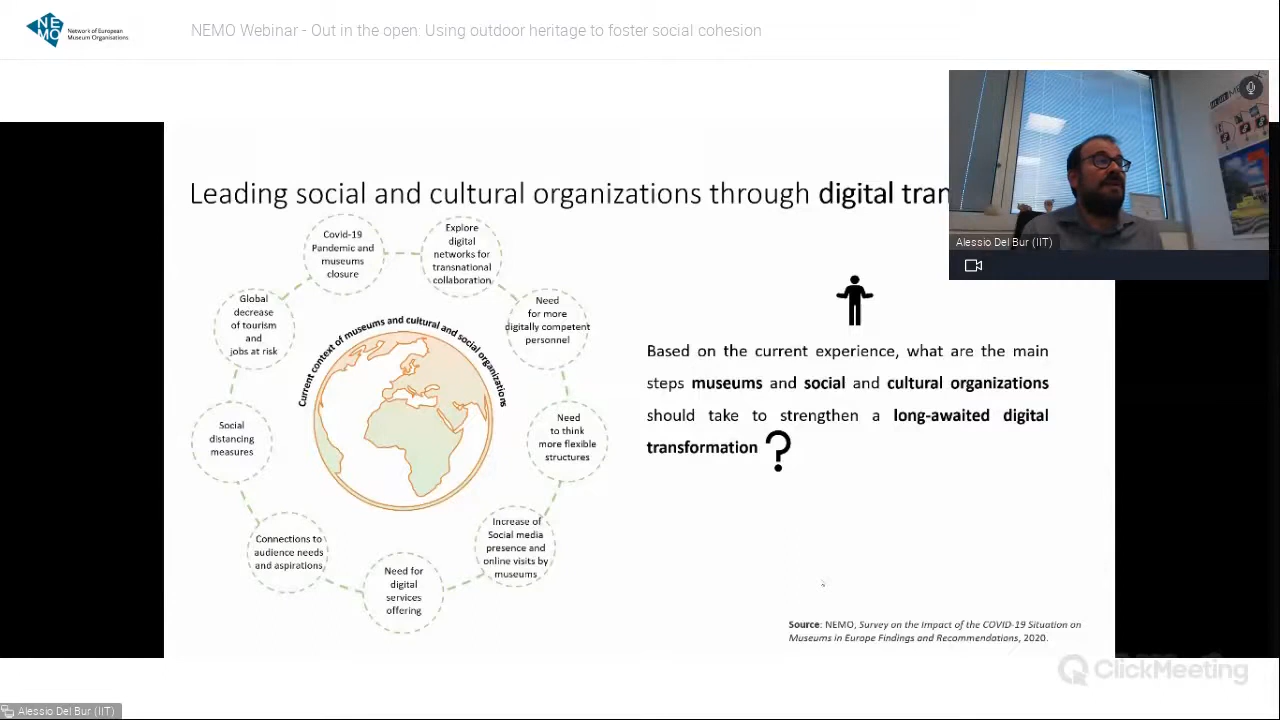 NE
MO
Network of European
Museum Organisations
NEMO Webinar - Out in the open: Using outdoor heritage to foster social cohesion
Alessio Del Bur (IIT)
Leading social and cultural organizations through digital tran
Covid-19
Pandemic and
museums
closure
Explore
digital
networks for
transnational
collaboration
Need
for more
digitally competent
personnel
Need
to think
more flexible
structures
Increase of
Social media
presence and
online visits by
museums
Need for
digital
services
offering
Connections to
audience needs
and aspirations
Social
distancing
measures
Global
decrease
of tourism
and
jobs at risk
Current context of museums and cultural and social organizations
Based on the current experience, what are the main
steps museums and social and cultural organizations
should take to strengthen a long-awaited digital
transformation ?
Source: NEMO, Survey on the Impact of the COVID-19 Situation on
Museums in Europe Findings and Recommendations, 2020.
ClickMeeting
Alessio Del Bur (IIT)